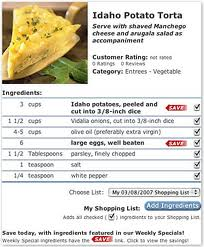 Idaho Potato Torta
Serve with shaved Manchego
cheese and arugala salad as
accompaniment
Customer Rating: not rated
0 Ratings 0 Reviews
Category: Entrees - Vegetable
Ingredients:
3 cups Idaho potatoes, peeled and cut into 3/8-inch dice SAVE
1 1/2 cups Vidalia onions, cut into 3/8-inch dice
4-5 cups olive oil (preferably extra virgin)
6 large eggs, well beaten SAVE
1 1/2 Tablespoons parsley, finely chopped
1 teaspoon salt
1/4 teaspoon white pepper
Choose List: My 03/08/2007 Shopping List
My Shopping List Add Ingredients
Adds all checked ingredients to your Shopping List.
Ingredients in bold are featured in our Weekly Specials!
Weekly Special ingredients have the SAVE link. Click to view the savings!